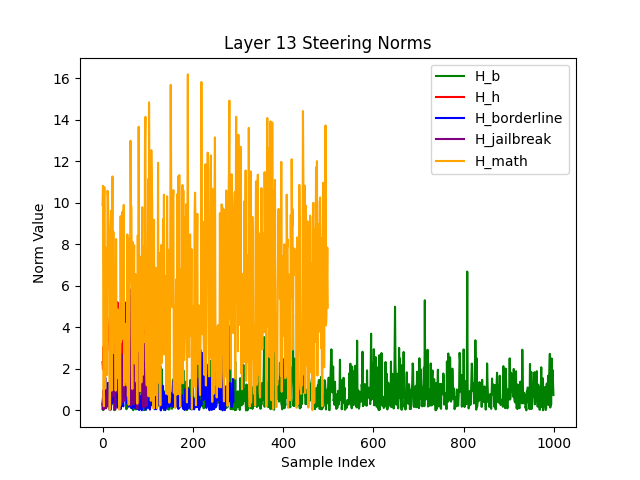 Layer 13 Steering Norms
H_b
H_h
H_borderline
H_jailbreak
H_math
Norm Value
16
14
12
10
8
6
4
2
0
0 200 400 600 800 1000
Sample Index